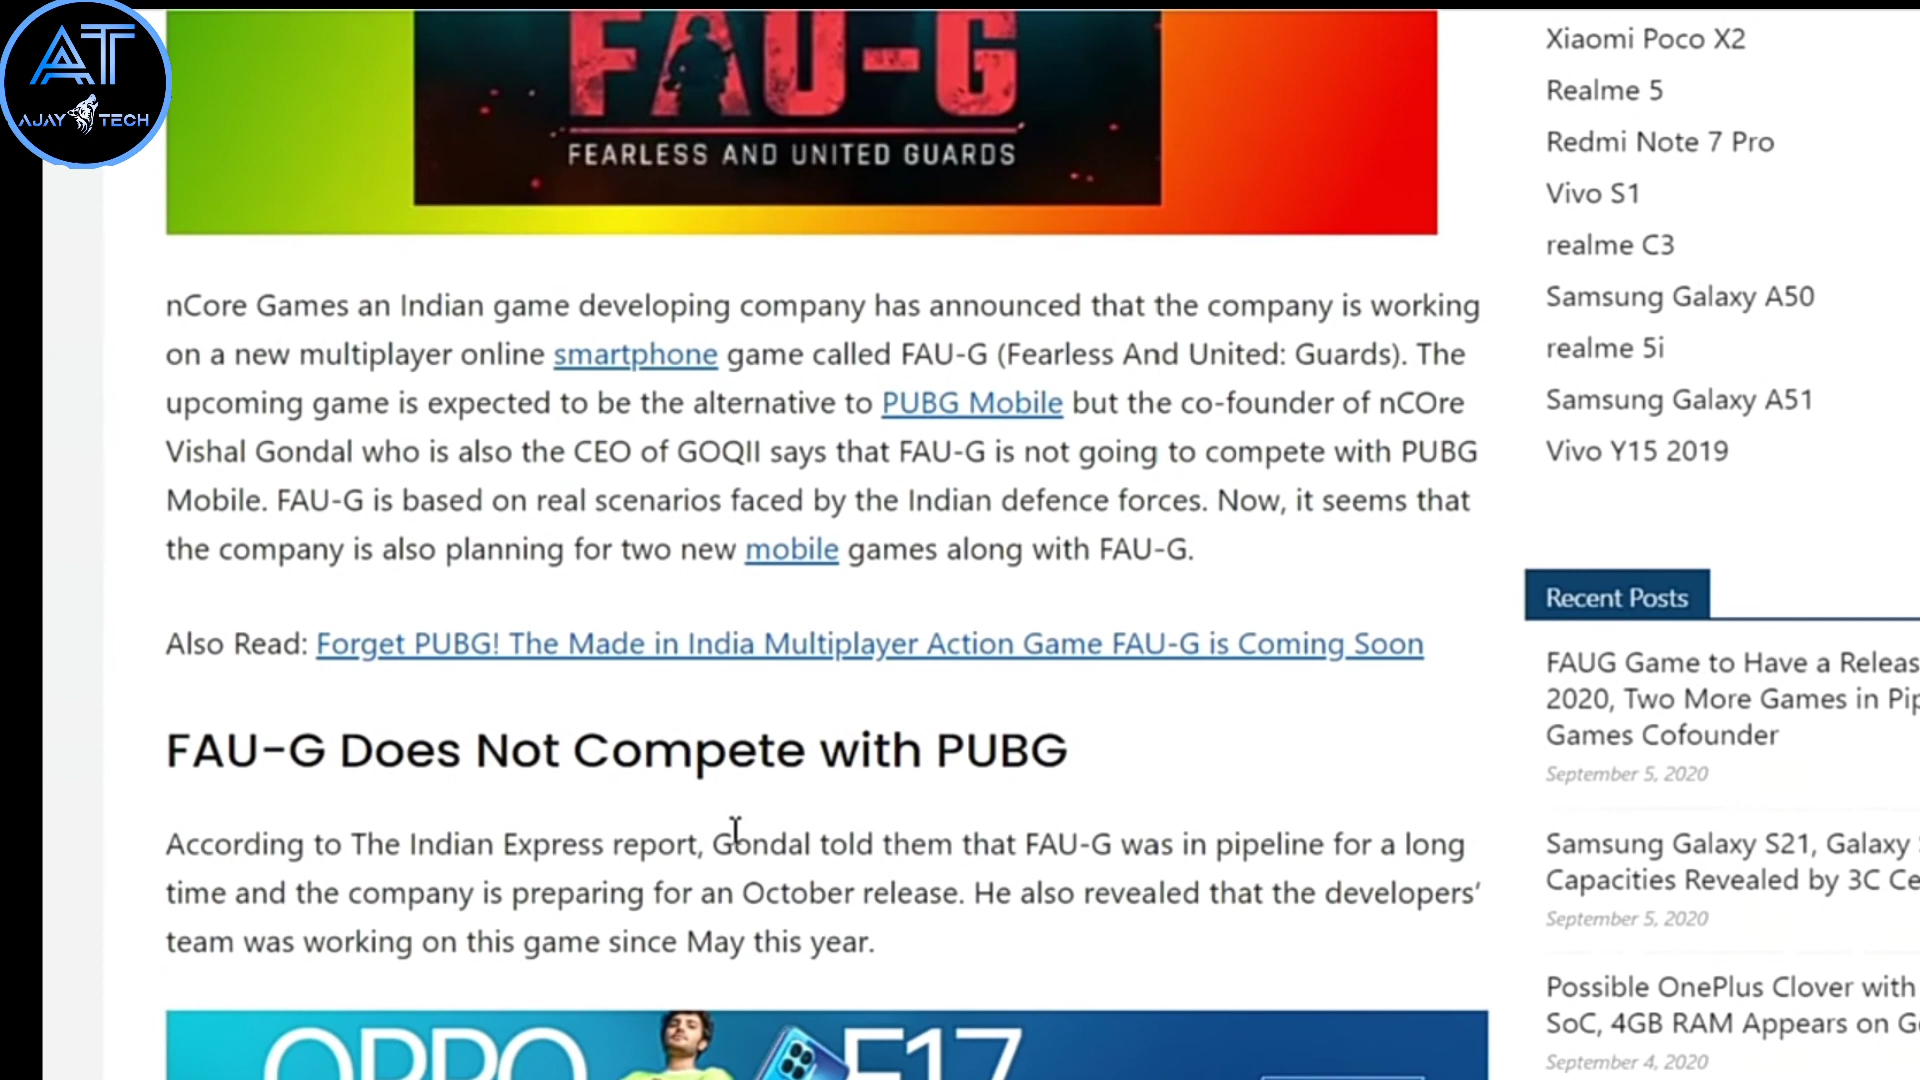 AT
AJAY TECH
FAU-G
FEARLESS AND UNITED GUARDS
nCore Games an Indian game developing company has announced that the company is working
on a new multiplayer online smartphone game called FAU-G (Fearless And United: Guards). The
upcoming game is expected to be the alternative to PUBG Mobile but the co-founder of nCOre
Vishal Gondal who is also the CEO of GOQII says that FAU-G is not going to compete with PUBG
Mobile. FAU-G is based on real scenarios faced by the Indian defence forces. Now, it seems that
the company is also planning for two new mobile games along with FAU-G.
Also Read: Forget PUBG! The Made in India Multiplayer Action Game FAU-G is Coming Soon
FAU-G Does Not Compete with PUBG
According to The Indian Express report, Gondal told them that FAU-G was in pipeline for a long
time and the company is preparing for an October release. He also revealed that the developers’
team was working on this game since May this year.
OPPO F17
Xiaomi Poco X2
Realme 5
Redmi Note 7 Pro
Vivo S1
realme C3
Samsung Galaxy A50
realme 5i
Samsung Galaxy A51
Vivo Y15 2019
Recent Posts
FAUG Game to Have a Releas
2020, Two More Games in Pip
Games Cofounder
September 5, 2020
Samsung Galaxy S21, Galaxy
Capacities Revealed by 3C Ce
September 5, 2020
Possible OnePlus Clover with
SoC, 4GB RAM Appears on G
September 4, 2020